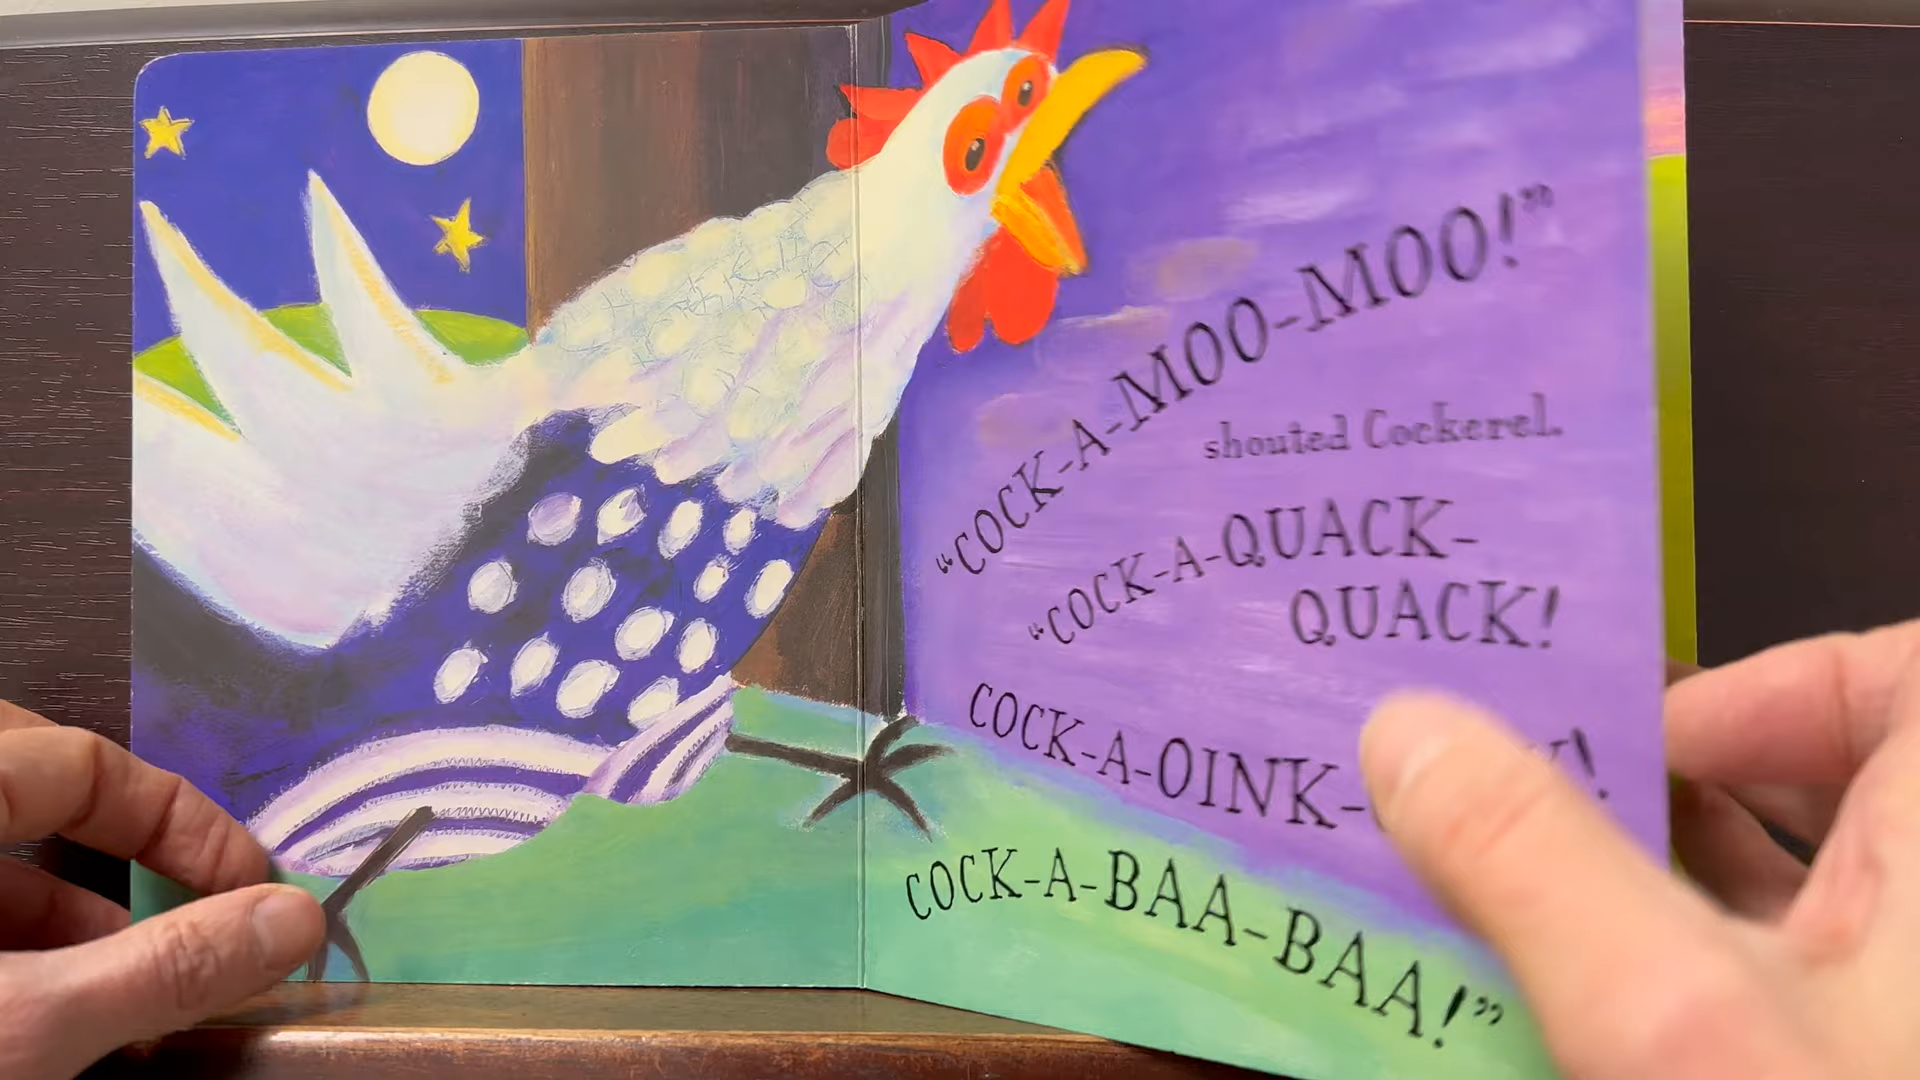 “COCK-A-MOO-MOO!”
shouted Cockerel.
“COCK-A-QUACK-
QUACK!
COCK-A-OINK-
COCK-A-BAA-BAA!”